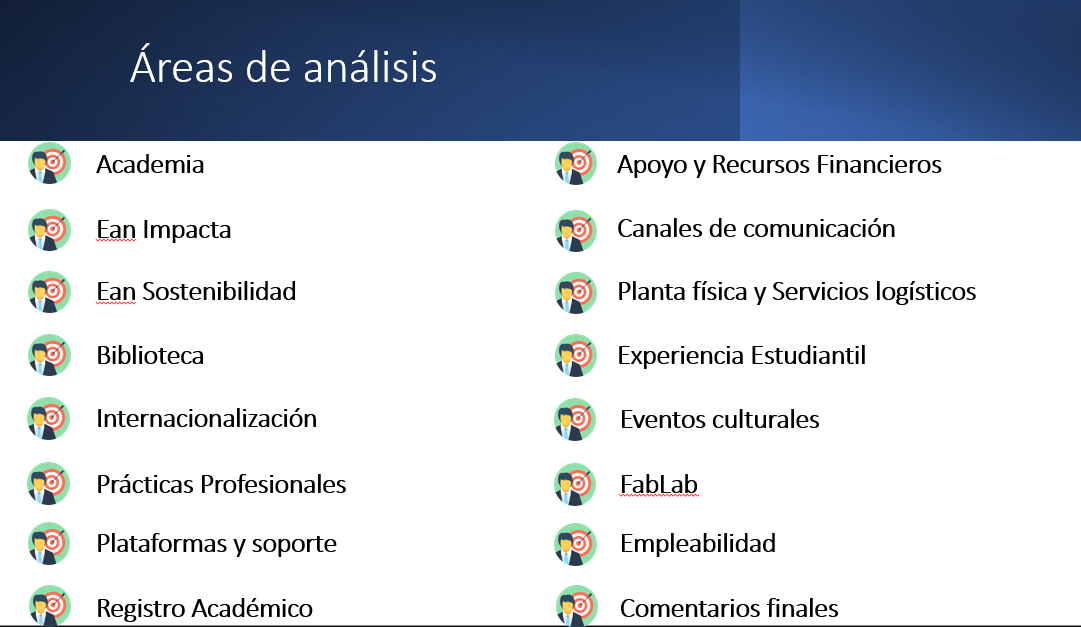 Áreas de análisis
Academia
Ean Impacta
Ean Sostenibilidad
Biblioteca
Internacionalización
Prácticas Profesionales
Plataformas y soporte
Registro Académico
Apoyo y Recursos Financieros
Canales de comunicación
Planta física y Servicios logísticos
Experiencia Estudiantil
Eventos culturales
FabLab
Empleabilidad
Comentarios finales